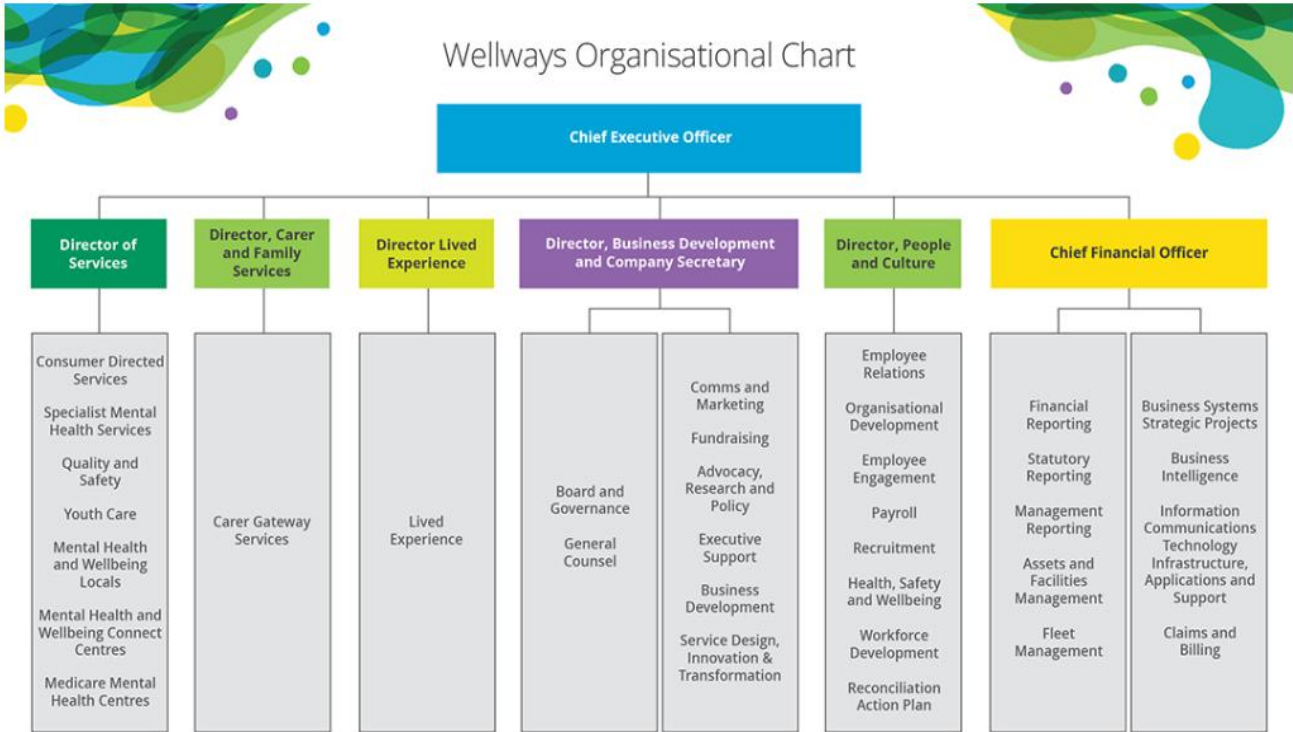 Wellways Organisational Chart
Chief Executive Officer
Director of
Services
Director, Carer
and Family
Services
Director Lived
Experience
Director, Business Development
and Company Secretary
Director, People
and Culture
Chief Financial Officer
Consumer Directed
Services
Specialist Mental
Health Services
Quality and
Safety
Youth Care
Mental Health
and Wellbeing
Locals
Mental Health and
Wellbeing Connect
Centres
Medicare Mental
Health Centres
Carer Gateway
Services
Lived
Experience
Board and
Governance
General
Counsel
Comms and
Marketing
Fundraising
Advocacy,
Research and
Policy
Executive
Support
Business
Development
Service Design,
Innovation &
Transformation
Employee
Relations
Organisational
Development
Employee
Engagement
Payroll
Recruitment
Health, Safety
and Wellbeing
Workforce
Development
Reconciliation
Action Plan
Financial
Reporting
Statutory
Reporting
Management
Reporting
Assets and
Facilities
Management
Fleet
Management
Business Systems
Strategic Projects
Business
Intelligence
Information
Communications
Technology
Infrastructure,
Applications and
Support
Claims and
Billing